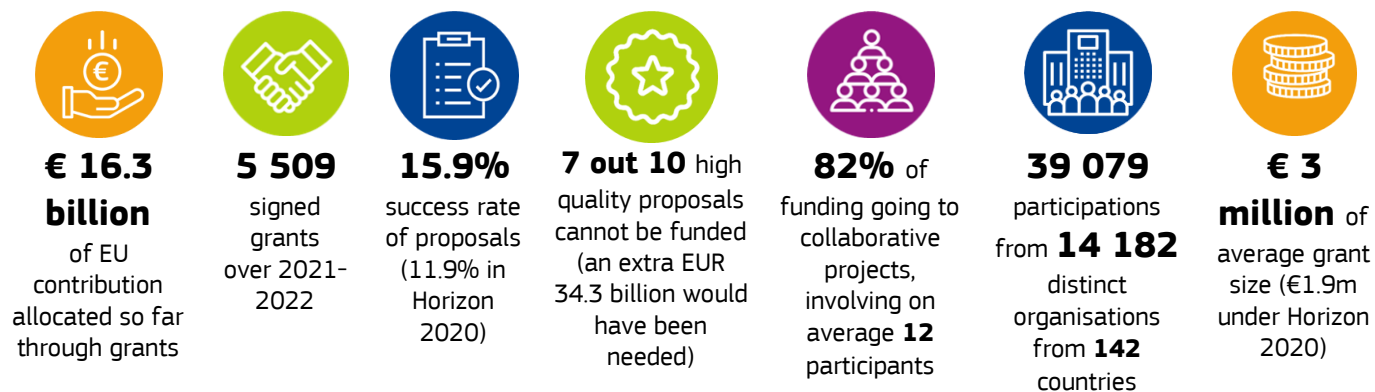 €
€ 16.3
billion
of EU
contribution
allocated so far
through grants
5 509
signed
grants
over 2021-
2022
15.9%
success rate
of proposals
(11.9% in
Horizon
2020)
7 out 10 high
quality proposals
cannot be funded
(an extra EUR
34.3 billion would
have been
needed)
82% of
funding going to
collaborative
projects,
involving on
average 12
participants
39 079
participations
from 14 182
distinct
organisations
from 142
countries
€ 3
million of
average grant
size (€1.9m
under Horizon
2020)